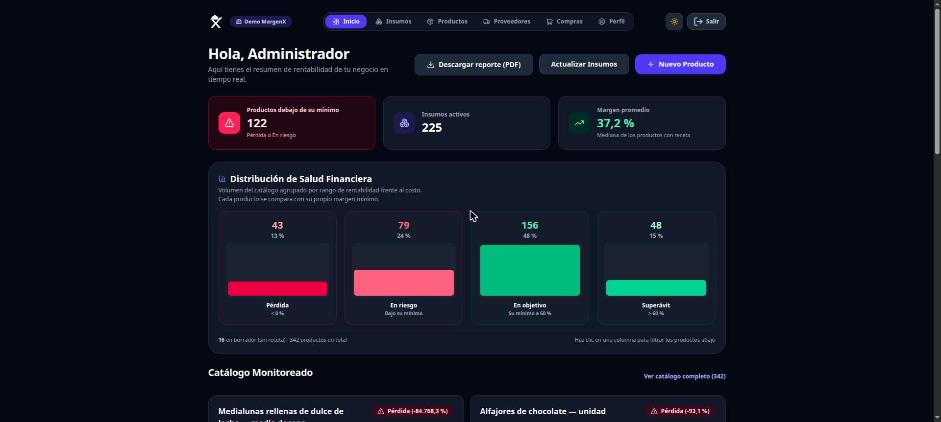 Demo MargenX
Inicio
Insumos
Productos
Proveedores
Compras
Perfil
Salir
Hola, Administrador
Aquí tienes el resumen de rentabilidad de tu negocio en
tiempo real.
Descargar reporte (PDF)
Actualizar Insumos
Nuevo Producto
Productos debajo de su mínimo
122
Pérdida o En riesgo
Insumos activos
225
Margen promedio
37,2 %
Mediana de los productos con receta
Distribución de Salud Financiera
Volumen del catálogo agrupado por rango de rentabilidad frente al costo.
Cada producto se compara con su propio margen mínimo.
43
13 %
Pérdida
< 0 %
79
24 %
En riesgo
Bajo su mínimo
156
48 %
En objetivo
Su mínimo a 60 %
48
15 %
Superávit
> 60 %
16 en borrador (sin receta) · 342 productos en total
Haz clic en una columna para filtrar los productos abajo
Catálogo Monitoreado
Ver catálogo completo (342)
Medialunas rellenas de dulce de
Pérdida (-84.768,3 %)
Alfajores de chocolate — unidad
Pérdida (-93,1 %)